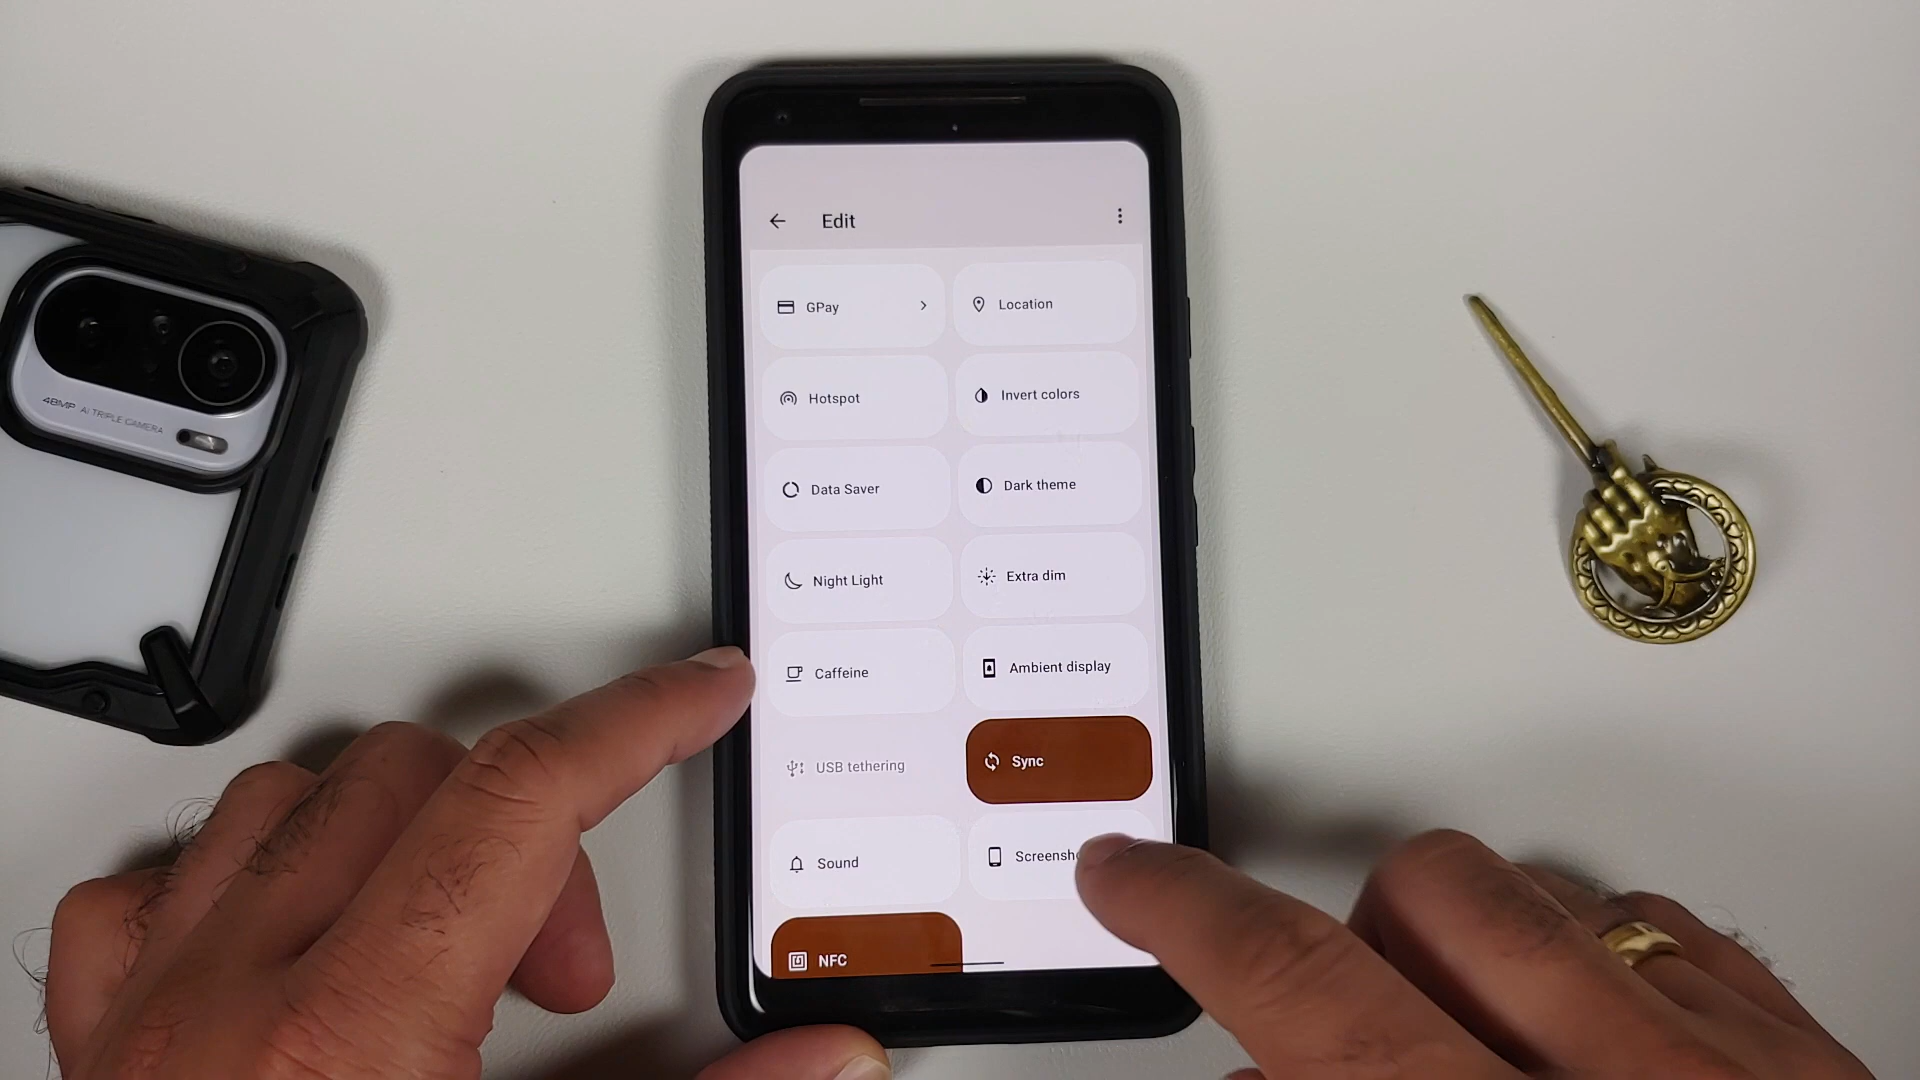 Edit
GPay
Location
Hotspot
Invert colors
Data Saver
Dark theme
Night Light
Extra dim
Caffeine
Ambient display
USB tethering
Sync
Sound
Screensh
NFC
48MP AI TRIPLE CAMERA